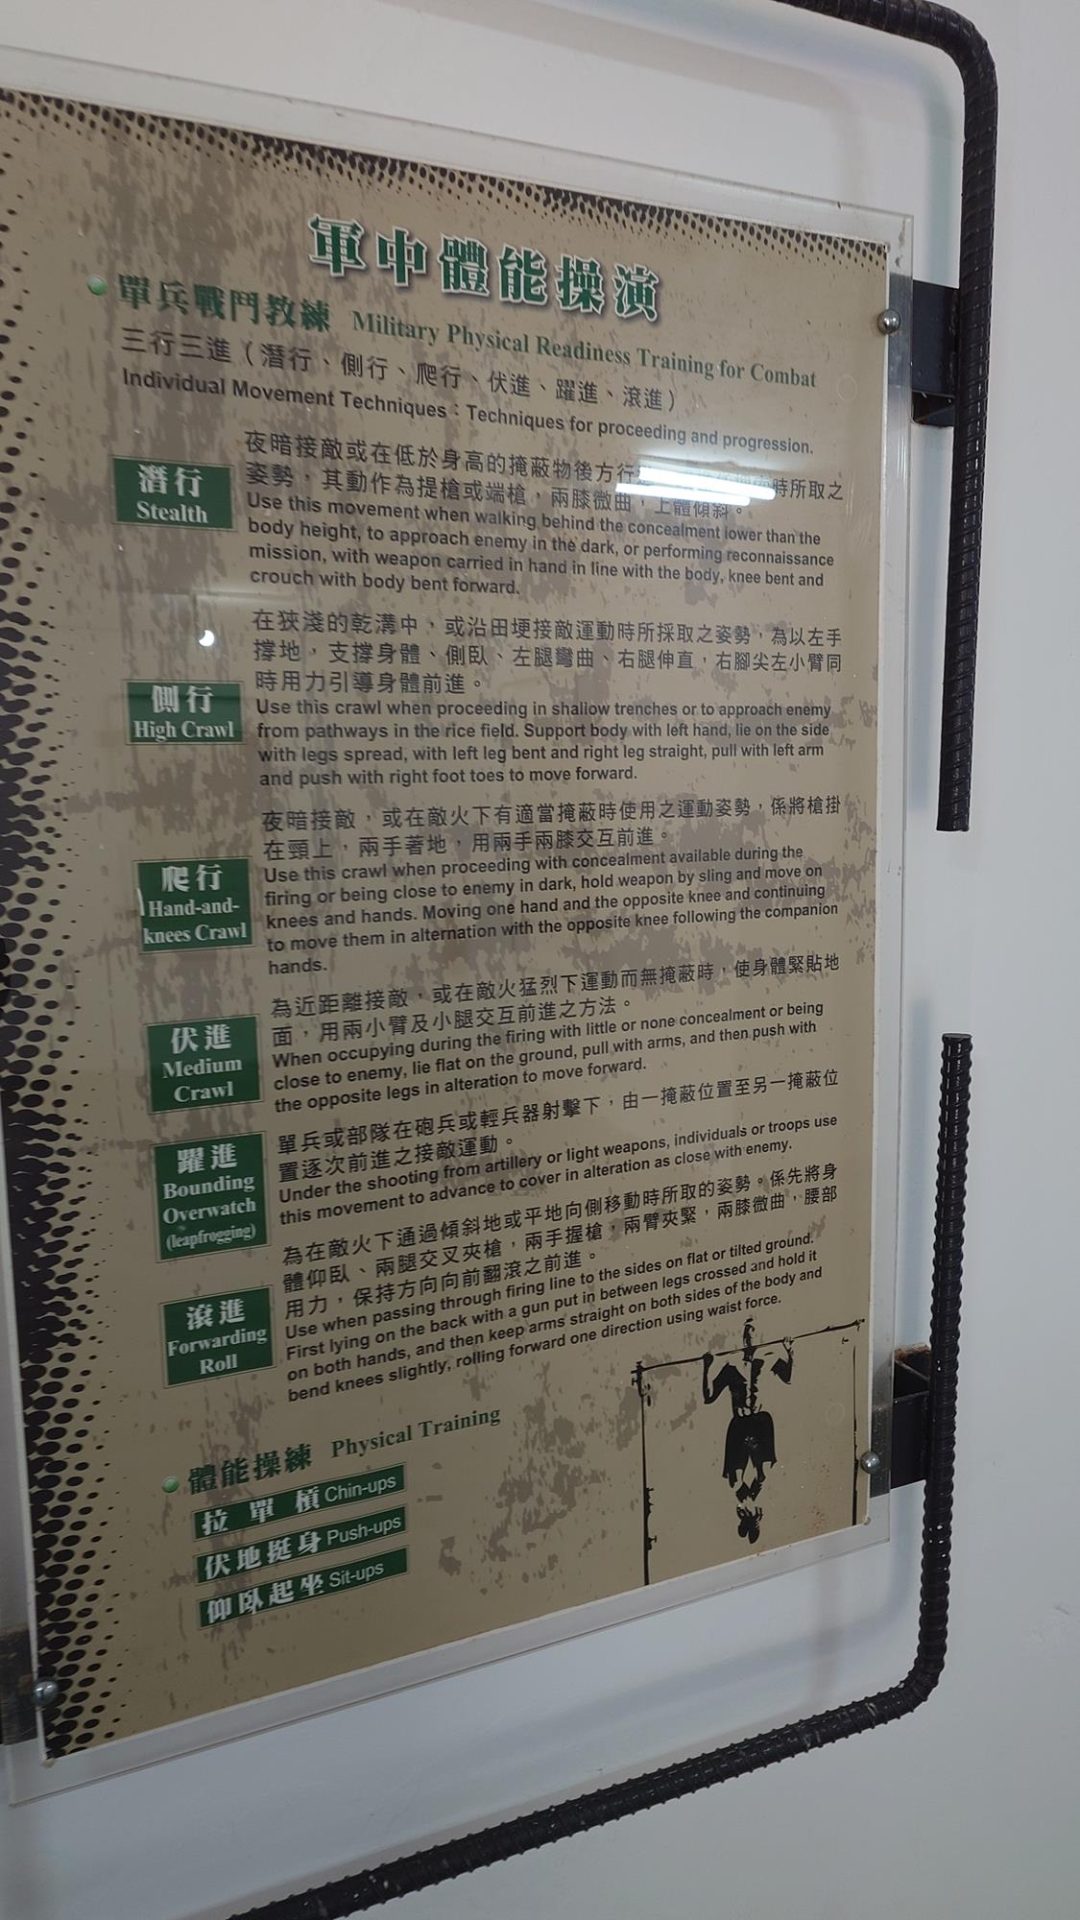 軍中體能操演
單兵戰鬥教練 Military Physical Readiness Training for Combat
三行三進（潛行、側行、爬行、伏進、躍進、滾進）
Individual Movement Techniques：Techniques for proceeding and progression.
潛行
Stealth
夜暗接敵或在低於身高的掩蔽物後方行 時所取之
姿勢，其動作為提槍或端槍，兩膝微曲，上體傾斜。
Use this movement when walking behind the concealment lower than the
body height, to approach enemy in the dark, or performing reconnaissance
mission, with weapon carried in hand in line with the body, knee bent and
crouch with body bent forward.
側行
High Crawl
在狹淺的乾溝中，或沿田埂接敵運動時所採取之姿勢，為以左手
撐地，支撐身體、側臥、左腿彎曲、右腿伸直，右腳尖左小臂同
時用力引導身體前進。
Use this crawl when proceeding in shallow trenches or to approach enemy
from pathways in the rice field. Support body with left hand, lie on the side
with legs spread, with left leg bent and right leg straight, pull with left arm
and push with right foot toes to move forward.
爬行
Hand-and-
knees Crawl
夜暗接敵，或在敵火下有適當掩蔽時使用之運動姿勢，係將槍掛
在頸上，兩手著地，用兩手兩膝交互前進。
Use this crawl when proceeding with concealment available during the
firing or being close to enemy in dark, hold weapon by sling and move on
knees and hands. Moving one hand and the opposite knee and continuing
to move them in alternation with the opposite knee following the companion
hands.
伏進
Medium
Crawl
為近距離接敵，或在敵火猛烈下運動而無掩蔽時，使身體緊貼地
面，用兩小臂及小腿交互前進之方法。
When occupying during the firing with little or none concealment or being
close to enemy, lie flat on the ground, pull with arms, and then push with
the opposite legs in alteration to move forward.
躍進
Bounding
Overwatch
(leapfrogging)
單兵或部隊在砲兵或輕兵器射擊下，由一掩蔽位置至另一掩蔽位
置逐次前進之接敵運動。
Under the shooting from artillery or light weapons, individuals or troops use
this movement to advance to cover in alteration as close with enemy.
滾進
Forwarding
Roll
為在敵火下通過傾斜地或平地向側移動時所取的姿勢。係先將身
體仰臥、兩腿交叉夾槍，兩手握槍，兩臂夾緊，兩膝微曲，腰部
用力，保持方向向前翻滾之前進。
Use when passing through firing line to the sides on flat or tilted ground.
First lying on the back with a gun put in between legs crossed and hold it
on both hands, and then keep arms straight on both sides of the body and
bend knees slightly, rolling forward one direction using waist force.
體能操練 Physical Training
拉單槓 Chin-ups
伏地挺身 Push-ups
仰臥起坐 Sit-ups